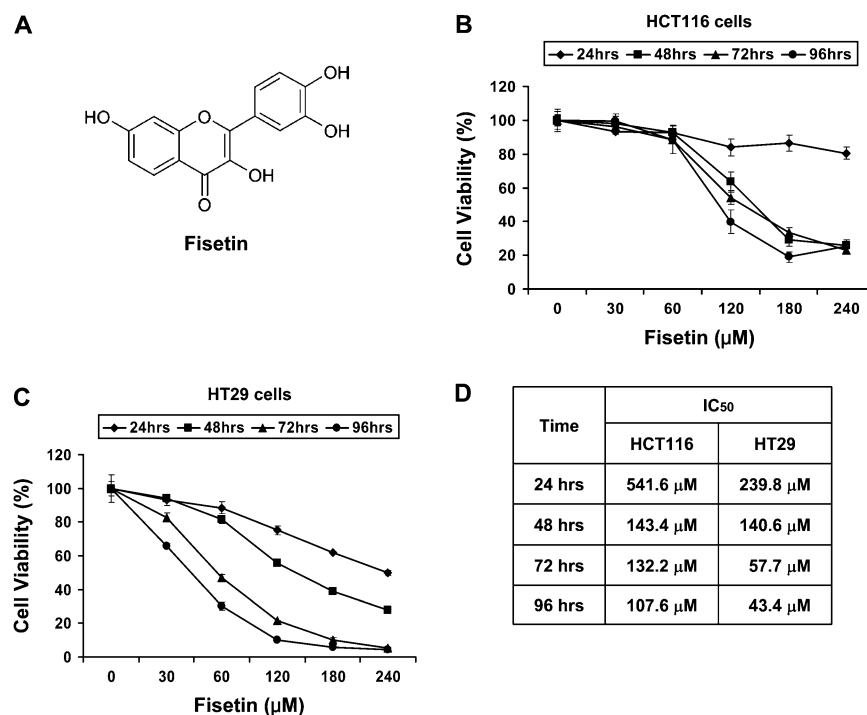 A
OH
OH
HO
O
OH
O
Fisetin
B
HCT116 cells
24hrs 48hrs 72hrs 96hrs
120
100
80
60
40
20
0
Cell Viability (%)
0 30 60 120 180 240
Fisetin (µM)
C
HT29 cells
24hrs 48hrs 72hrs 96hrs
120
100
80
60
40
20
0
Cell Viability (%)
0 30 60 120 180 240
Fisetin (µM)
D
Time IC50
HCT116 HT29
24 hrs 541.6 µM 239.8 µM
48 hrs 143.4 µM 140.6 µM
72 hrs 132.2 µM 57.7 µM
96 hrs 107.6 µM 43.4 µM